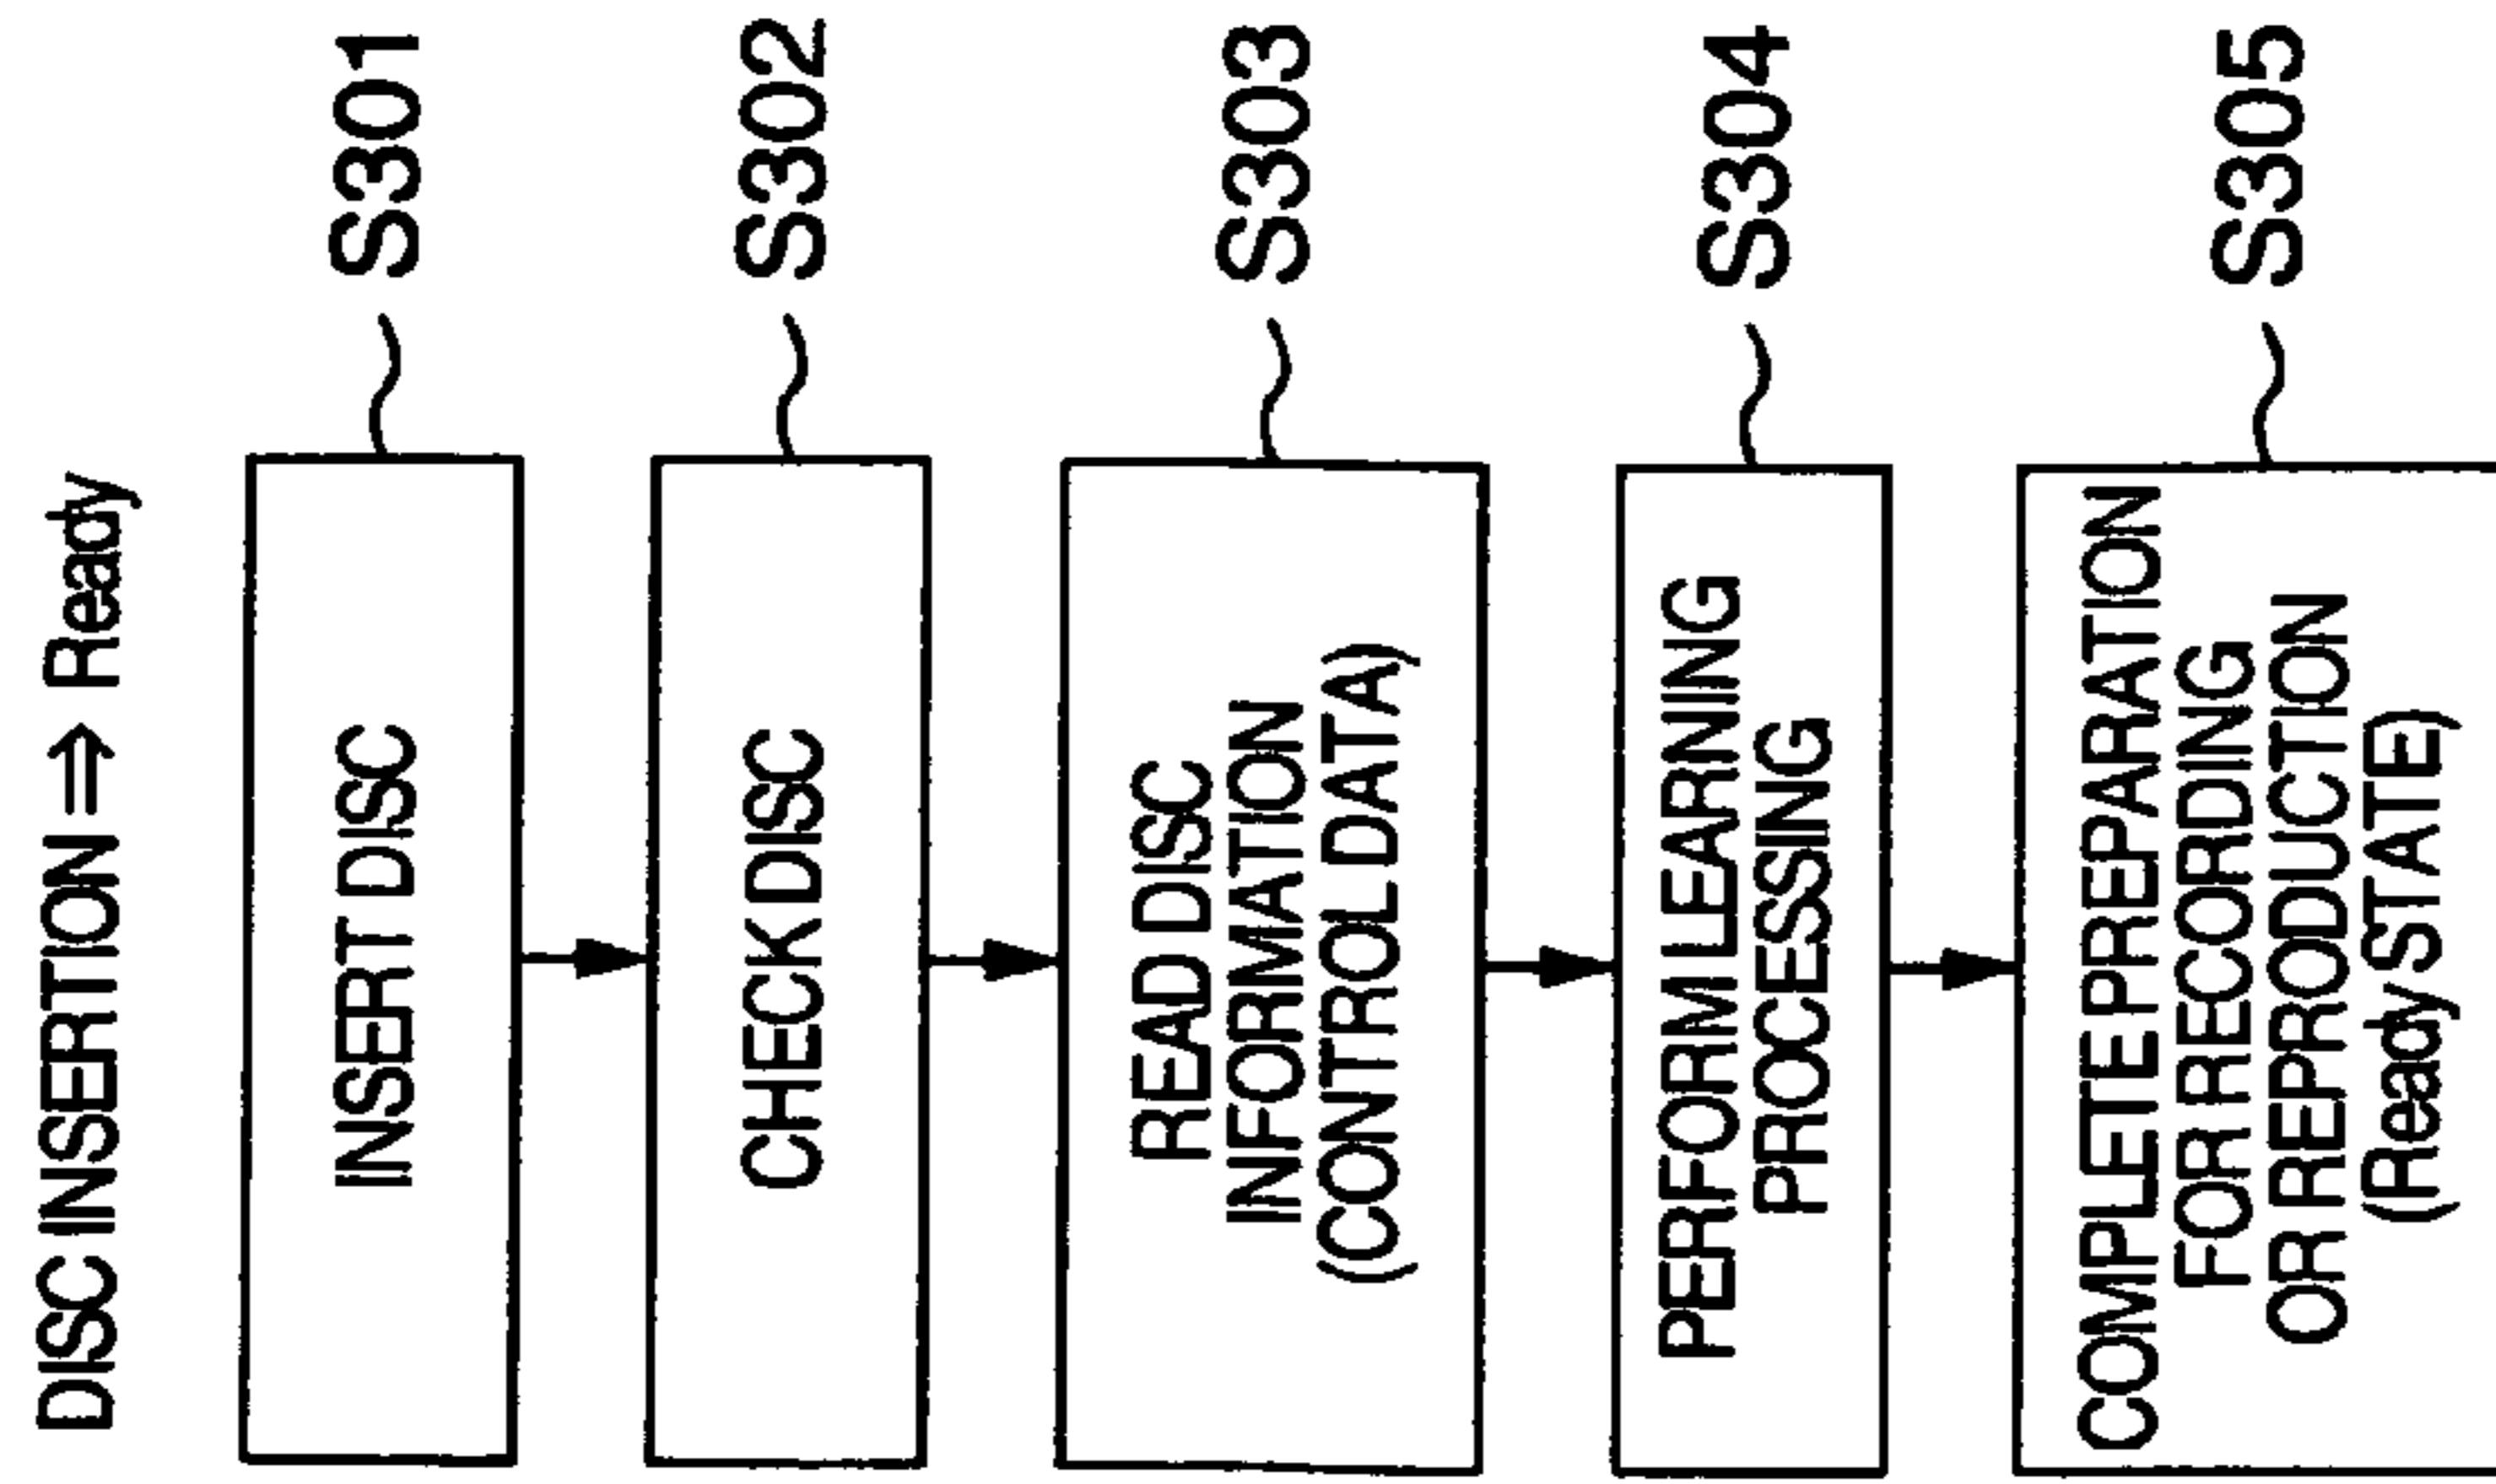 DISC INSERTION ⇒ Ready
INSERT DISC
S301
CHECK DISC
S302
READ DISC
INFORMATION
(CONTROL DATA)
S303
PERFORM LEARNING
PROCESSING
S304
COMPLETE PREPARATION
FOR RECORDING
OR REPRODUCTION
(Ready STATE)
S305